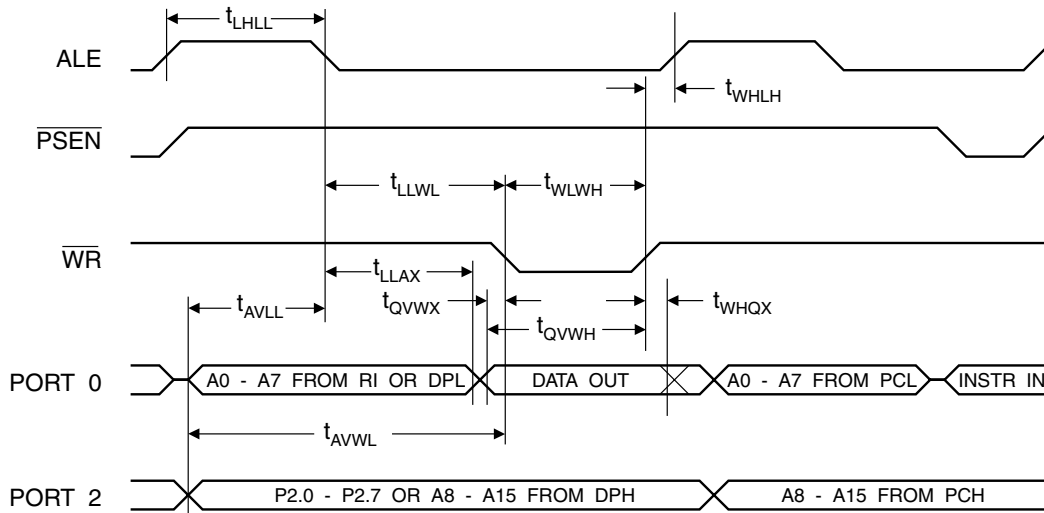 tLHLL
ALE
tWHLH
PSEN
tLLWL
tWLWH
WR
tLLAX
tQVWX
tWHQX
tAVLL
tQVWH
PORT 0
A0 - A7 FROM RI OR DPL
DATA OUT
A0 - A7 FROM PCL
INSTR IN
tAVWL
PORT 2
P2.0 - P2.7 OR A8 - A15 FROM DPH
A8 - A15 FROM PCH